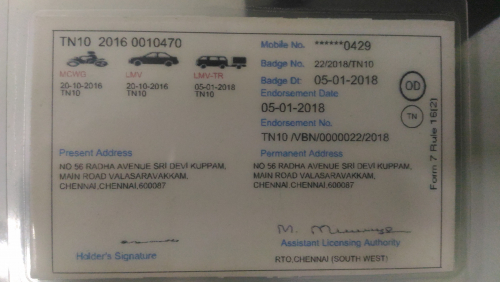 TN10 2016 0010470
Mobile No. ******0429
MCWG LMV LMV-TR
Badge No. 22/2018/TN10
20-10-2016 20-10-2016 05-01-2018
TN10 TN10 TN10
Badge Dt: 05-01-2018
OD
Endorsement Date
05-01-2018
TN
Endorsement No.
TN10 /VBN/0000022/2018
Form 7 Rule 16(2)
Present Address
NO 56 RADHA AVENUE SRI DEVI KUPPAM,
MAIN ROAD VALASARAVAKKAM,
CHENNAI,CHENNAI,600087
Permanent Address
NO 56 RADHA AVENUE SRI DEVI KUPPAM,
MAIN ROAD VALASARAVAKKAM,
CHENNAI,CHENNAI,600087
Holder's Signature
Assistant Licensing Authority
RTO,CHENNAI (SOUTH WEST)